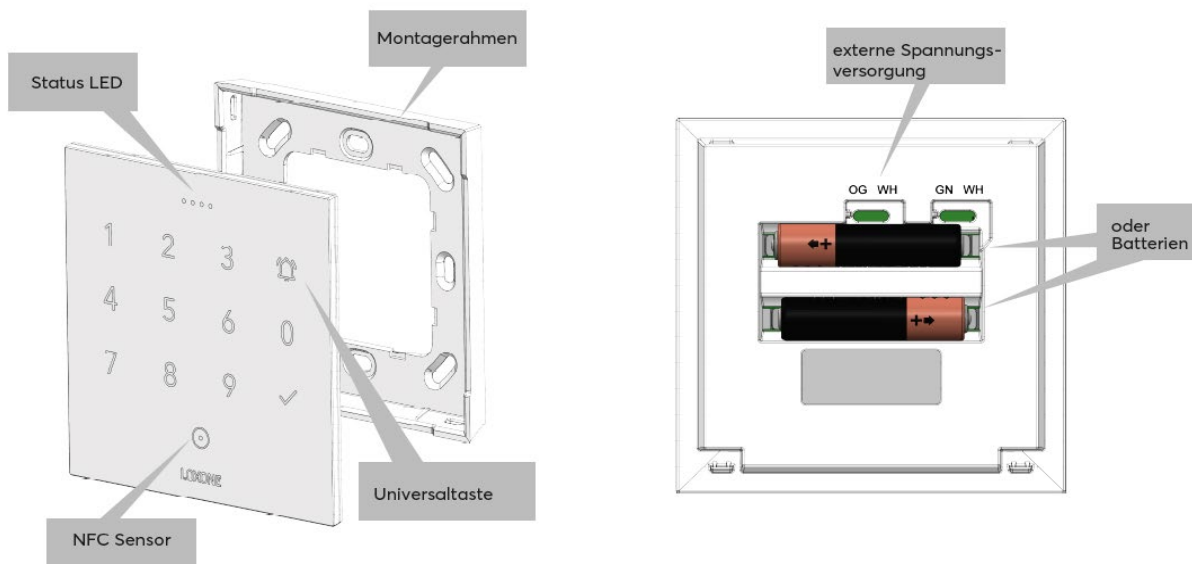 Montagerahmen
Status LED
1 2 3
4 5 6 0
7 8 9
LOXONE
Universaltaste
NFC Sensor
externe Spannungs-
versorgung
OG WH GN WH
+
+
oder
Batterien